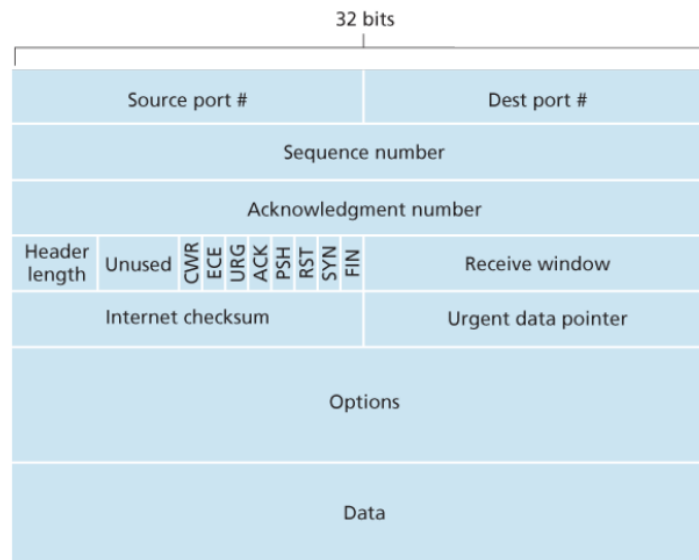 32 bits
Source port #
Dest port #
Sequence number
Acknowledgment number
Header
length
Unused
CWR
ECE
URG
ACK
PSH
RST
SYN
FIN
Receive window
Internet checksum
Urgent data pointer
Options
Data